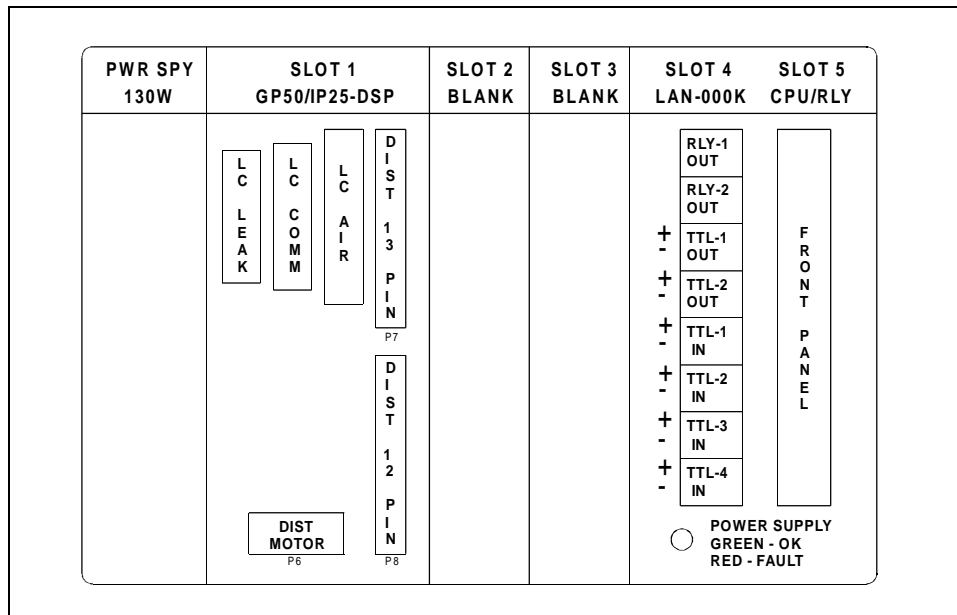 PWR SPY
130W
SLOT 1
GP50/IP25-DSP
SLOT 2
BLANK
SLOT 3
BLANK
SLOT 4
LAN-000K
SLOT 5
CPU/RLY
LC LEAK
LC COMM
LC AIR
DIST 13 PIN
P7
DIST 12 PIN
P8
DIST
MOTOR
P6
RLY-1
OUT
RLY-2
OUT
+
-
TTL-1
OUT
+
-
TTL-2
OUT
+
-
TTL-1
IN
+
-
TTL-2
IN
+
-
TTL-3
IN
+
-
TTL-4
IN
FRONT PANEL
POWER SUPPLY
GREEN - OK
RED - FAULT